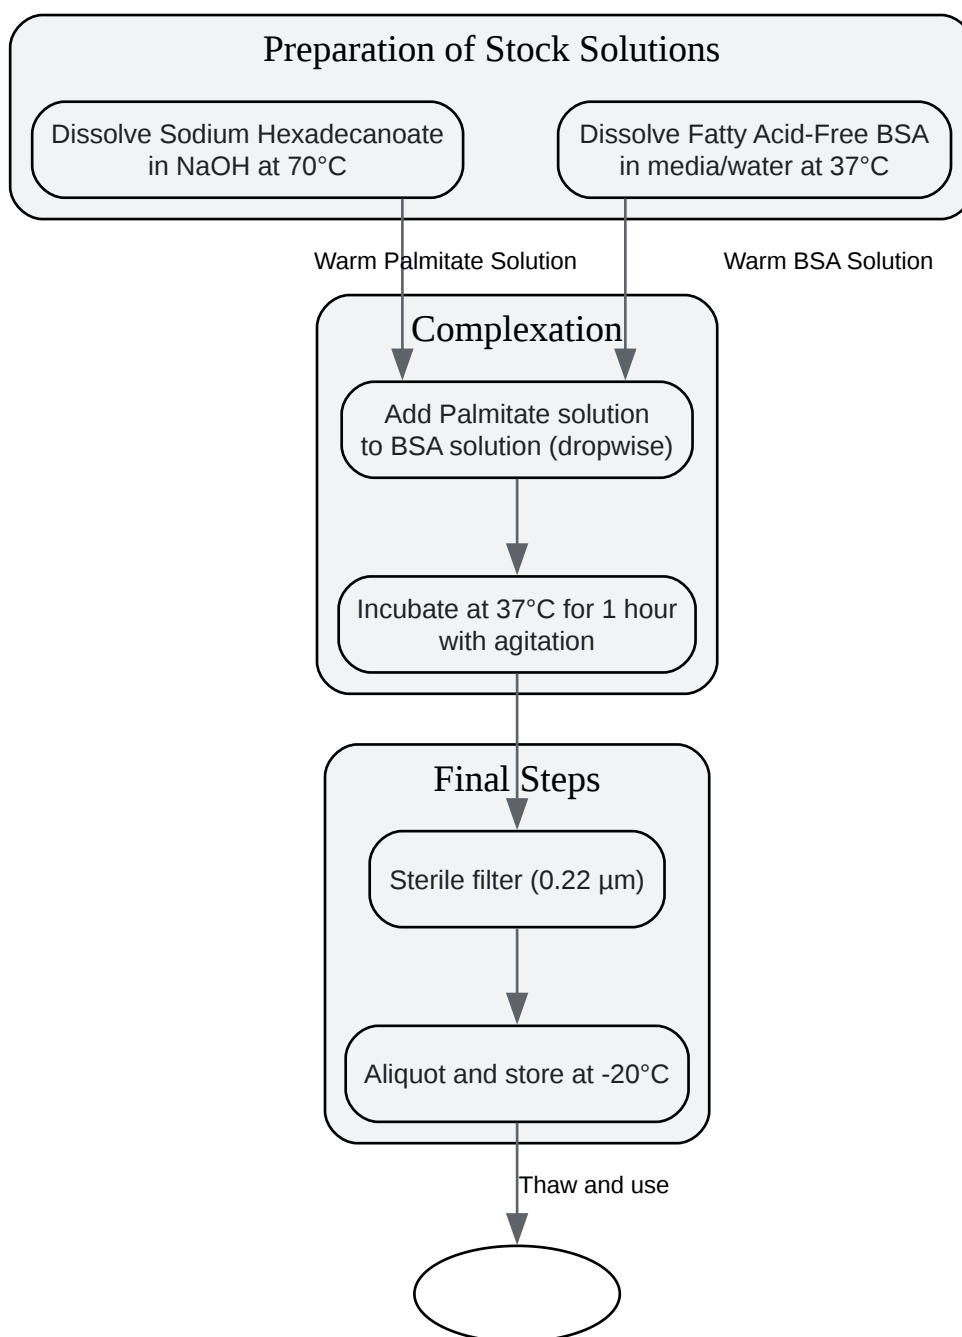 Preparation of Stock Solutions
Dissolve Sodium Hexadecanoate
in NaOH at 70°C
Dissolve Fatty Acid-Free BSA
in media/water at 37°C
Warm Palmitate Solution
Warm BSA Solution
Complexation
Add Palmitate solution
to BSA solution (dropwise)
Incubate at 37°C for 1 hour
with agitation
Final Steps
Sterile filter (0.22 µm)
Aliquot and store at -20°C
Thaw and use